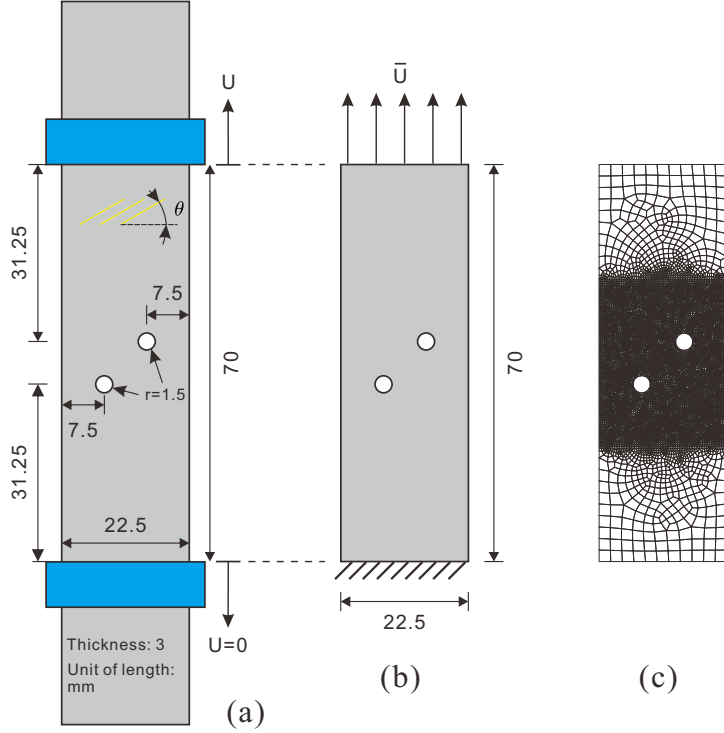 U
θ
31.25
7.5
r=1.5
7.5
31.25
70
22.5
U=0
Thickness: 3
Unit of length:
mm
(a)
Ū
70
22.5
(b)
(c)